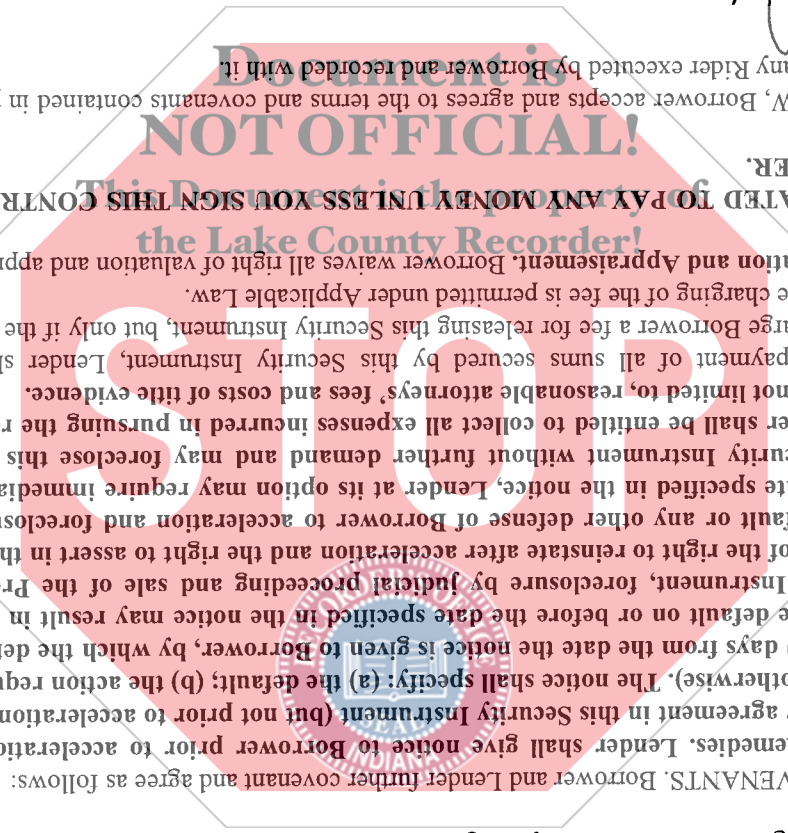 Document is
NOT OFFICIAL!
This Document is the property of
the Lake County Recorder!
STOP
RECORDER'S OFFICE
SEAL
INDIANA
VENANTS. Borrower and Lender further covenant and agree as follows:
emedies. Lender shall give notice to Borrower prior to acceleratio
agreement in this Security Instrument (but not prior to acceleration
otherwise). The notice shall specify: (a) the default; (b) the action requ
days from the date the notice is given to Borrower, by which the def
e default on or before the date specified in the notice may result in
Instrument, foreclosure by judicial proceeding and sale of the Pr
of the right to reinstate after acceleration and the right to assert in th
fault or any other defense of Borrower to acceleration and foreclosu
te specified in the notice, Lender at its option may require immedia
curity Instrument without further demand and may foreclose this
er shall be entitled to collect all expenses incurred in pursuing the r
not limited to, reasonable attorneys' fees and costs of title evidence.
payment of all sums secured by this Security Instrument, Lender s
arge Borrower a fee for releasing this Security Instrument, but only if the
e charging of the fee is permitted under Applicable Law.
ation and Appraisement. Borrower waives all right of valuation and appr
ATED TO PAY ANY MONEY UNLESS YOU SIGN THIS CONTR
ER.
W, Borrower accepts and agrees to the terms and covenants contained in
any Rider executed by Borrower and recorded with it.